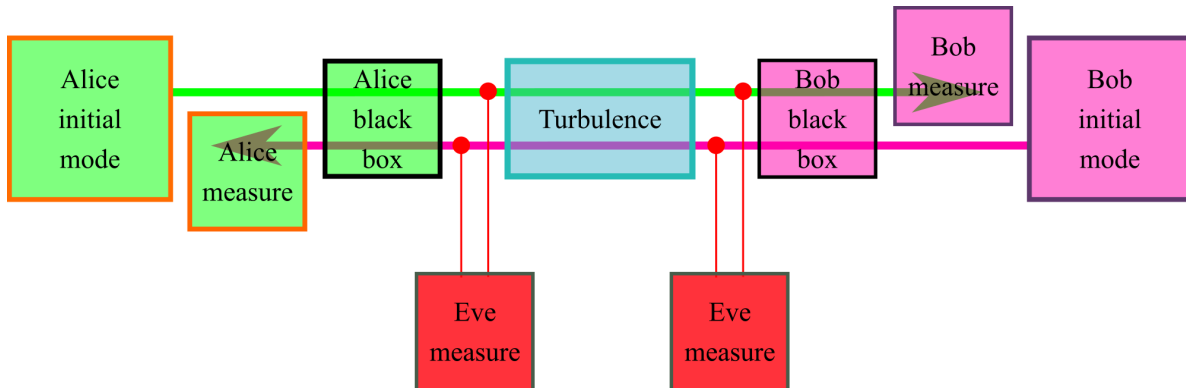 Alice
initial
mode
Alice
measure
Alice
black
box
Turbulence
Bob
black
box
Bob
measure
Bob
initial
mode
Eve
measure
Eve
measure